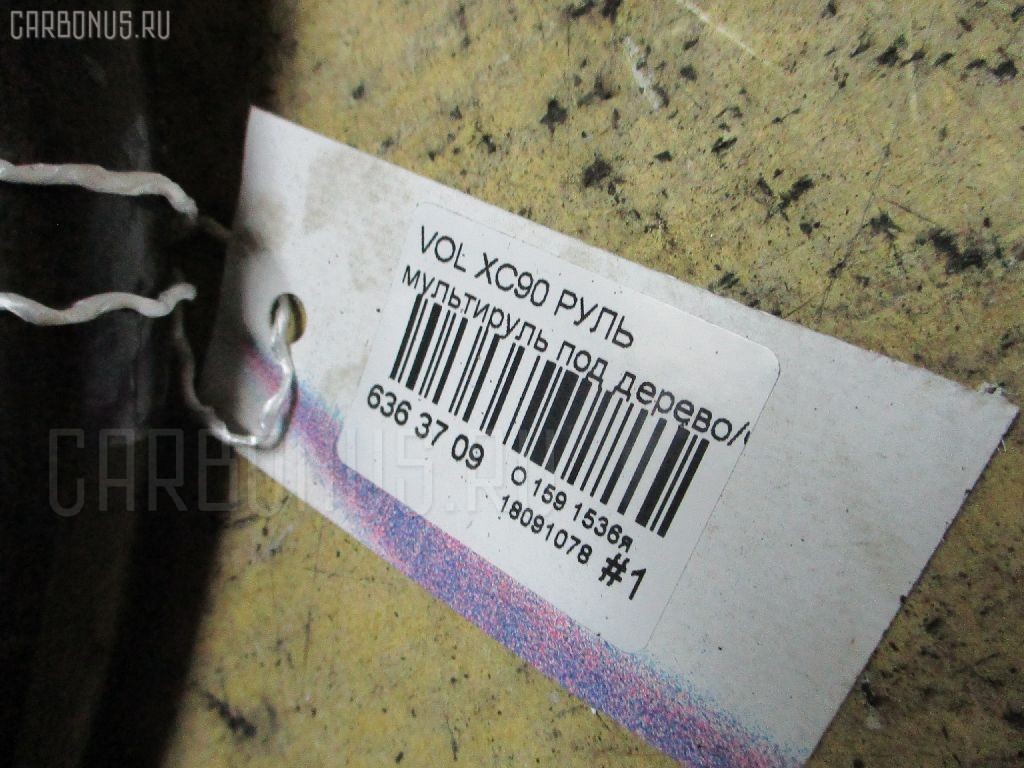 CARBONUS.RU
VOL XC90 РУЛЬ
мультируль под дерево/
636 37 09
О 159 1536я
18091078 #1
CARBONUS.RU